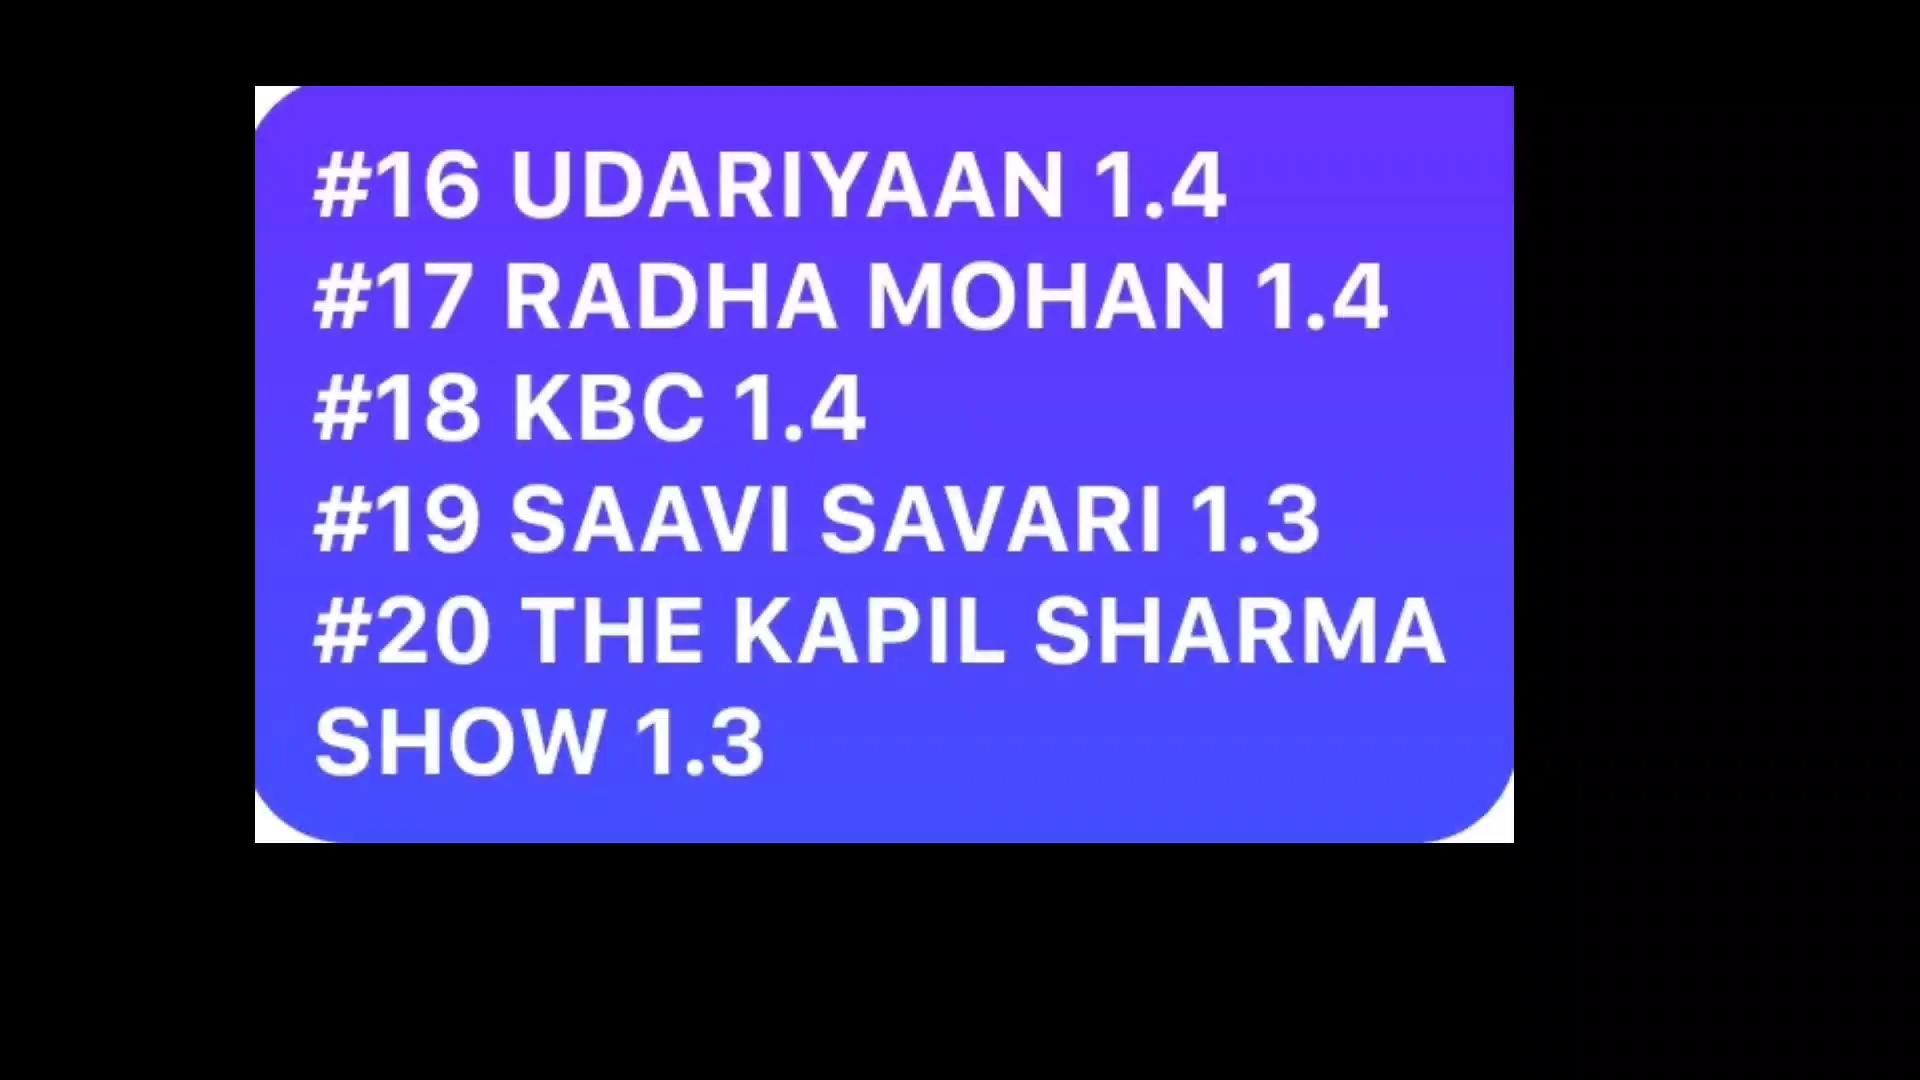 #16 UDARIYAAN 1.4
#17 RADHA MOHAN 1.4
#18 KBC 1.4
#19 SAAVI SAVARI 1.3
#20 THE KAPIL SHARMA
SHOW 1.3